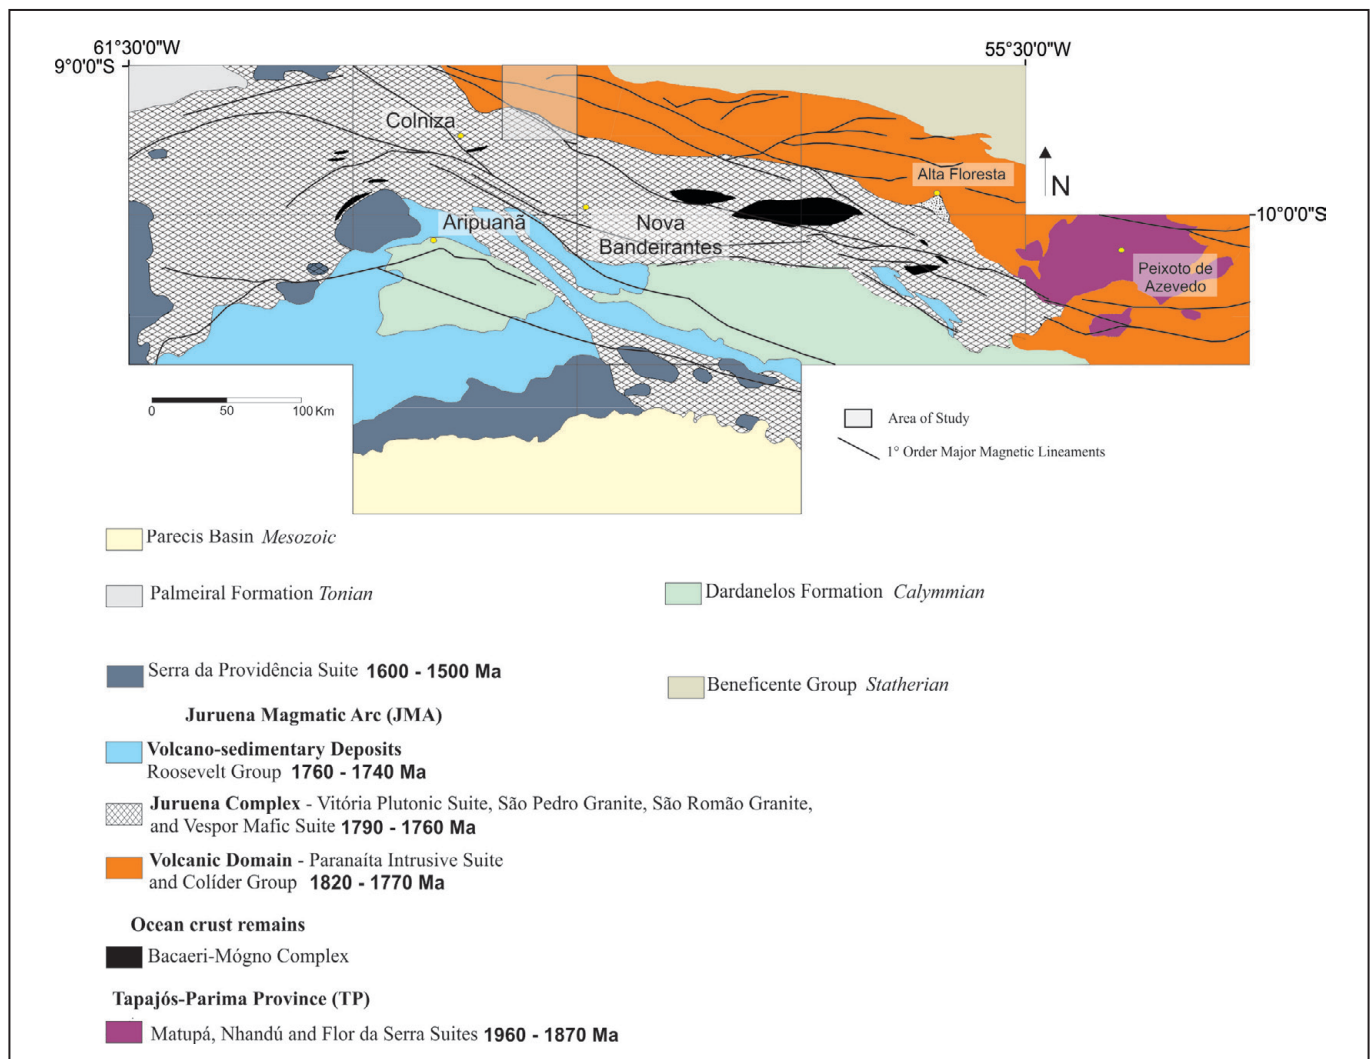 61°30'0"W
55°30'0"W
9°0'0"S
Colniza
Alta Floresta
N
10°0'0"S
Aripuanã
Nova
Bandeirantes
Peixoto de
Azevedo
0 50 100 Km
Area of Study
1° Order Major Magnetic Lineaments
Parecis Basin Mesozoic
Palmeiral Formation Tonian
Dardanelos Formation Calymmian
Serra da Providência Suite 1600 - 1500 Ma
Beneficente Group Statherian
Juruena Magmatic Arc (JMA)
Volcano-sedimentary Deposits
Roosevelt Group 1760 - 1740 Ma
Juruena Complex - Vitória Plutonic Suite, São Pedro Granite, São Romão Granite,
and Vespor Mafic Suite 1790 - 1760 Ma
Volcanic Domain - Paranaíta Intrusive Suite
and Colíder Group 1820 - 1770 Ma
Ocean crust remains
Bacaeri-Mógno Complex
Tapajós-Parima Province (TP)
Matupá, Nhandú and Flor da Serra Suites 1960 - 1870 Ma